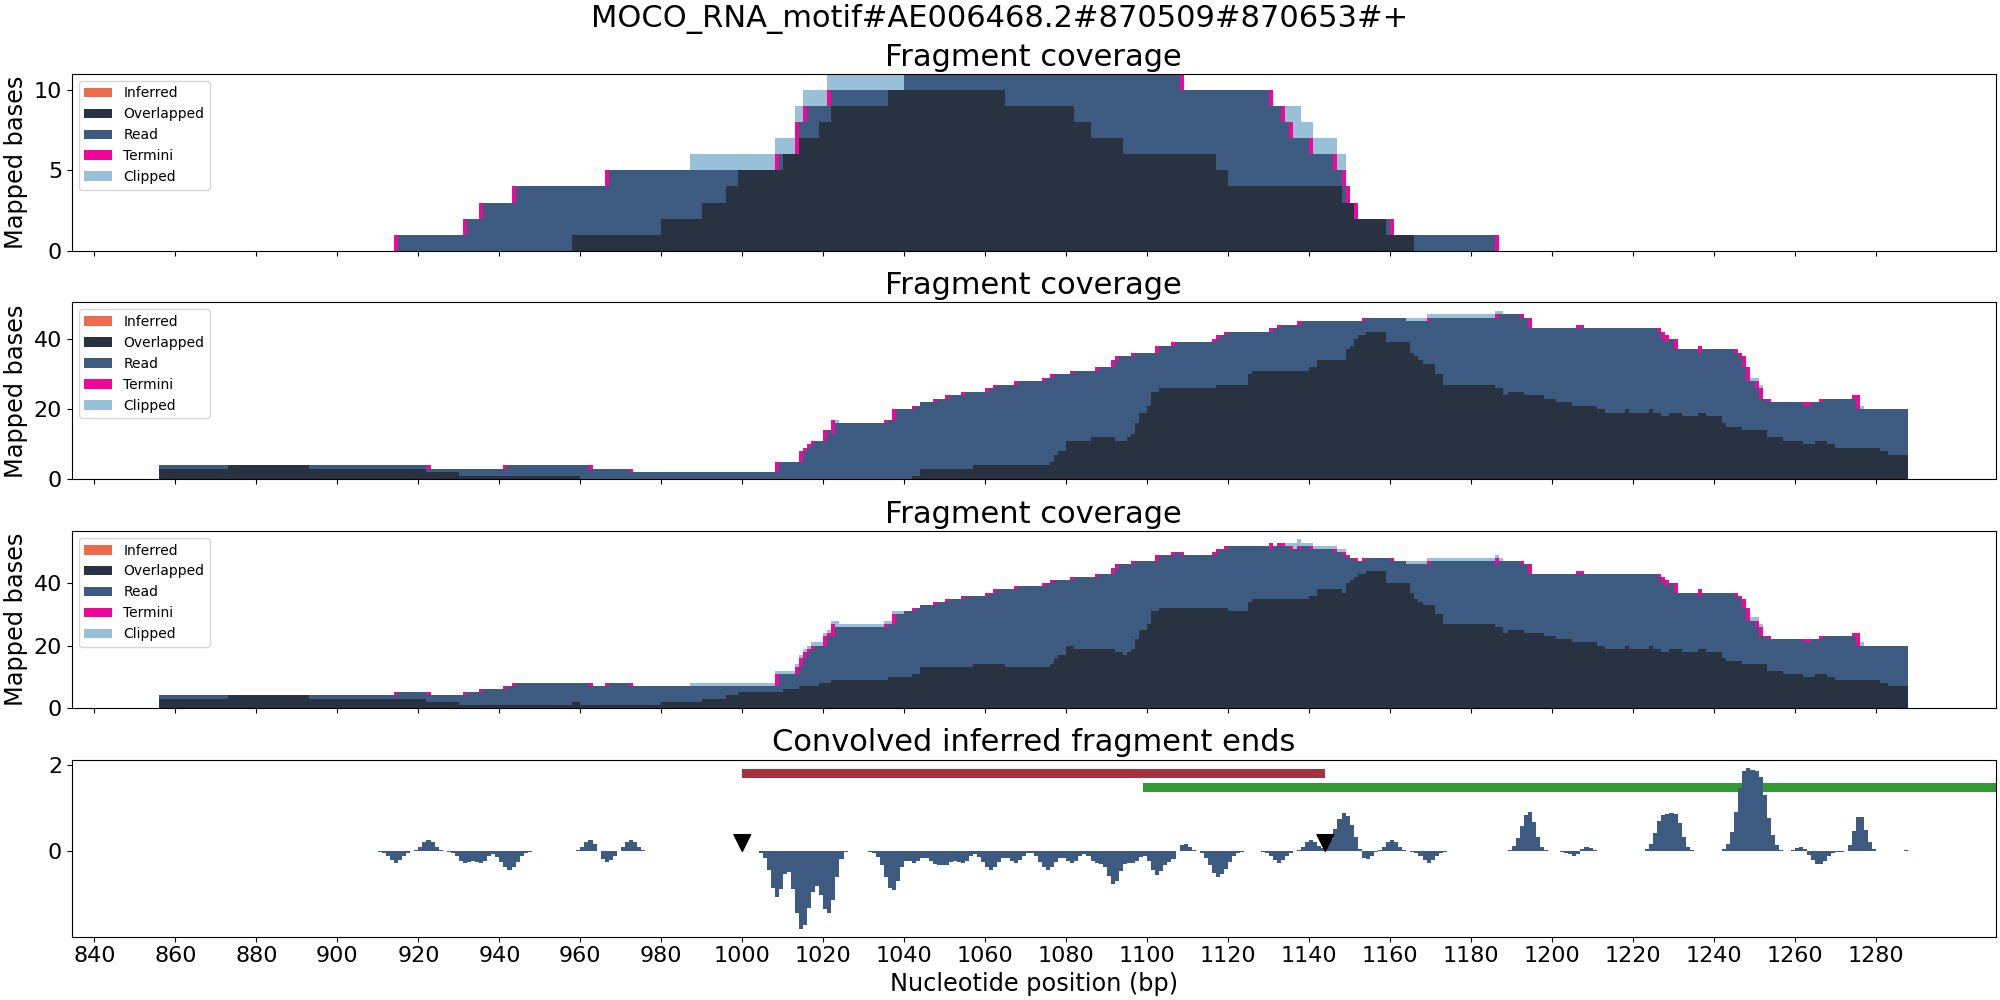 MOCO_RNA_motif#AE006468.2#870509#870653#+
Fragment coverage
Mapped bases
10
5
0
Inferred
Overlapped
Read
Termini
Clipped
Fragment coverage
Mapped bases
40
20
0
Inferred
Overlapped
Read
Termini
Clipped
Fragment coverage
Mapped bases
40
20
0
Inferred
Overlapped
Read
Termini
Clipped
Convolved inferred fragment ends
2
0
840 860 880 900 920 940 960 980 1000 1020 1040 1060 1080 1100 1120 1140 1160 1180 1200 1220 1240 1260 1280
Nucleotide position (bp)